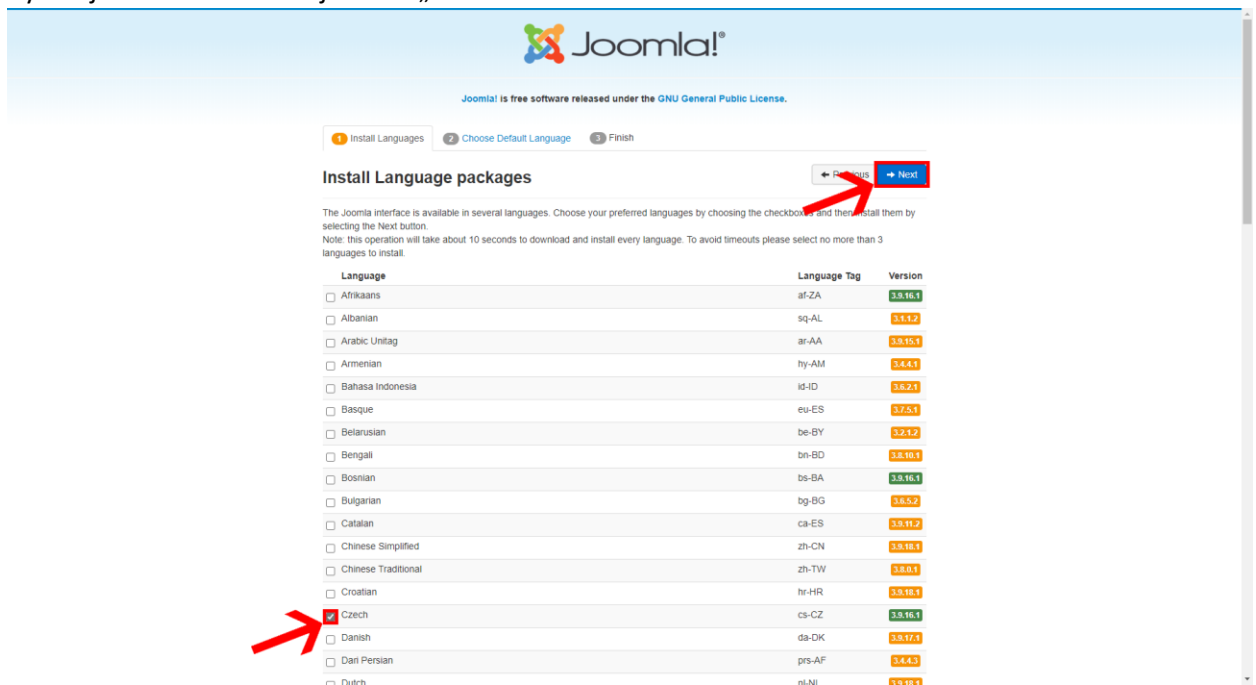 Joomla!®
Joomla! is free software released under the GNU General Public License.
1 Install Languages 2 Choose Default Language 3 Finish
Install Language packages
Next
The Joomla interface is available in several languages. Choose your preferred languages by choosing the checkboxes and then install them by
selecting the Next button.
Note: this operation will take about 10 seconds to download and install every language. To avoid timeouts please select no more than 3
languages to install.
Language Language Tag Version
Afrikaans af-ZA 3.9.16.1
Albanian sq-AL 3.1.1.2
Arabic Unitag ar-AA 3.9.15.1
Armenian hy-AM 3.4.4.1
Bahasa Indonesia id-ID 3.6.2.1
Basque eu-ES 3.7.5.1
Belarusian be-BY 3.2.1.2
Bengali bn-BD 3.8.10.1
Bosnian bs-BA 3.9.16.1
Bulgarian bg-BG 3.6.5.2
Catalan ca-ES 3.9.11.2
Chinese Simplified zh-CN 3.9.18.1
Chinese Traditional zh-TW 3.8.0.1
Croatian hr-HR 3.9.18.1
Czech cs-CZ 3.9.16.1
Danish da-DK 3.9.17.1
Dari Persian prs-AF 3.4.4.3
Dutch nl-NL 3.9.18.1